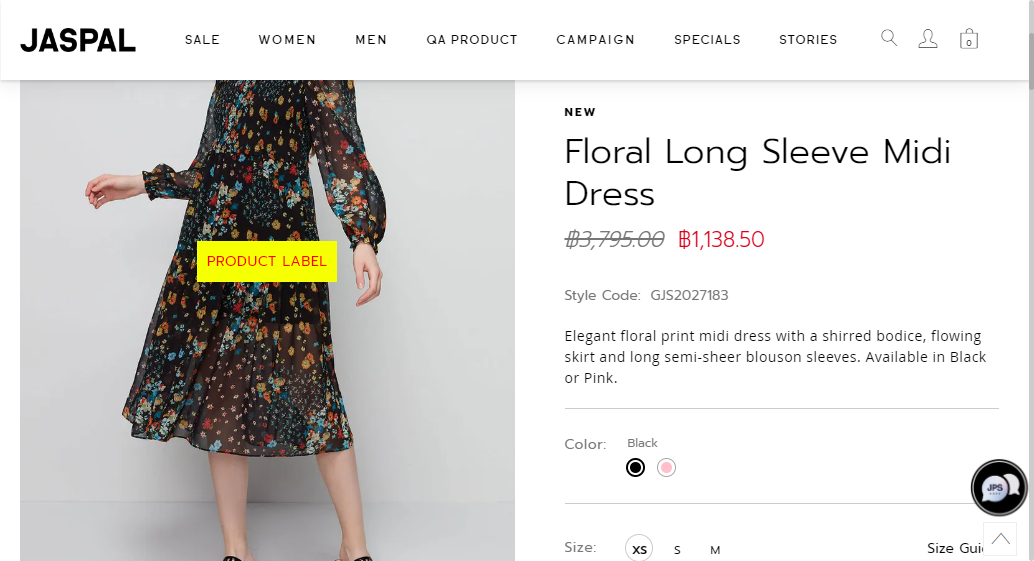 JASPAL
SALE
WOMEN
MEN
QA PRODUCT
CAMPAIGN
SPECIALS
STORIES
0
PRODUCT LABEL
NEW
Floral Long Sleeve Midi
Dress
฿3,795.00 ฿1,138.50
Style Code: GJS2027183
Elegant floral print midi dress with a shirred bodice, flowing
skirt and long semi-sheer blouson sleeves. Available in Black
or Pink.
Color: Black
JPS
Size: XS S M
Size